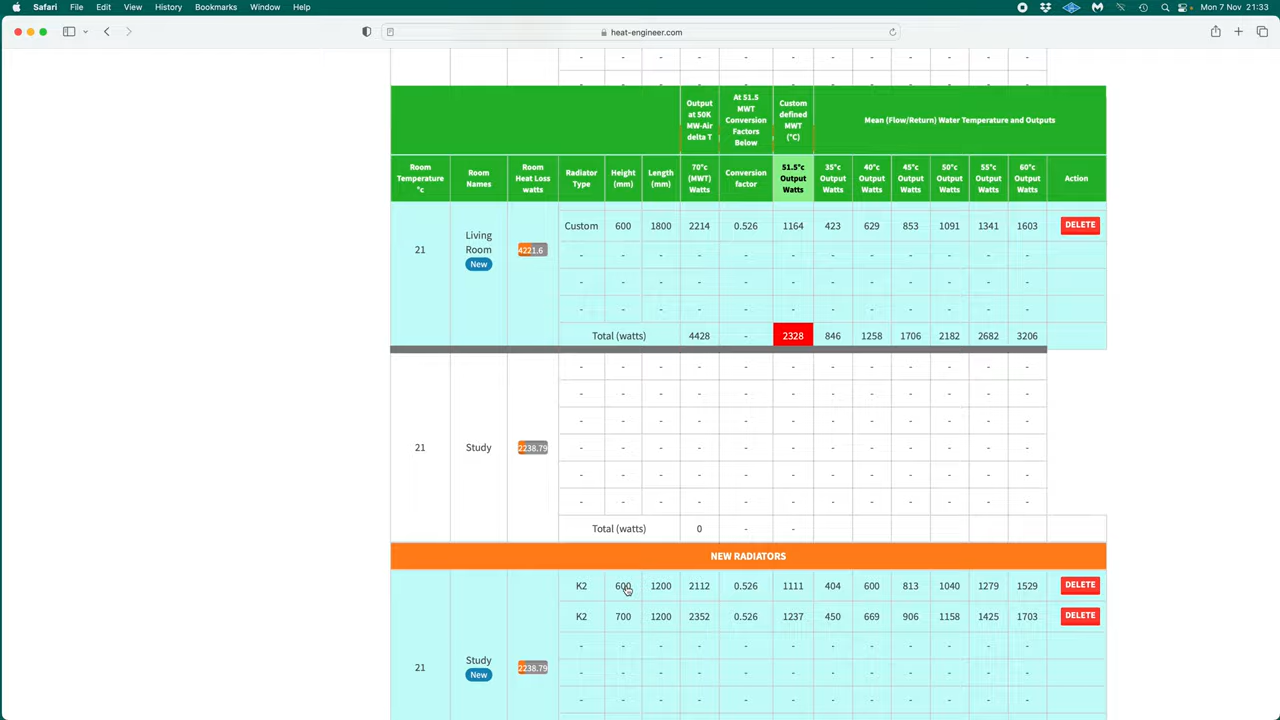 Safari File Edit View History Bookmarks Window Help Mon 7 Nov 21:33
heat-engineer.com
- - - - - - - - - - -
- - - - - - - - - - -
Output at 50K MW-Air delta T At 51.5 MWT Conversion Factors Below Custom defined MWT (°C) Mean (Flow/Return) Water Temperature and Outputs
Room Temperature °c Room Names Room Heat Loss watts Radiator Type Height (mm) Length (mm) 70°c (MWT) Watts Conversion factor 51.5°c Output Watts 35°c Output Watts 40°c Output Watts 45°c Output Watts 50°c Output Watts 55°c Output Watts 60°c Output Watts Action
21 Living Room New 4221.6
Custom 600 1800 2214 0.526 1164 423 629 853 1091 1341 1603 DELETE
- - - - - - - - - - - -
- - - - - - - - - - - -
- - - - - - - - - - - -
Total (watts) 4428 - 2328 846 1258 1706 2182 2682 3206
21 Study 2238.79
- - - - - - - - - - - -
- - - - - - - - - - - -
- - - - - - - - - - - -
- - - - - - - - - - - -
- - - - - - - - - - - -
- - - - - - - - - - - -
Total (watts) 0 - -
NEW RADIATORS
21 Study New 2238.79
K2 600 1200 2112 0.526 1111 404 600 813 1040 1279 1529 DELETE
K2 700 1200 2352 0.526 1237 450 669 906 1158 1425 1703 DELETE
- - - - - - - - - - - -
- - - - - - - - - - - -
- - - - - - - - - - - -